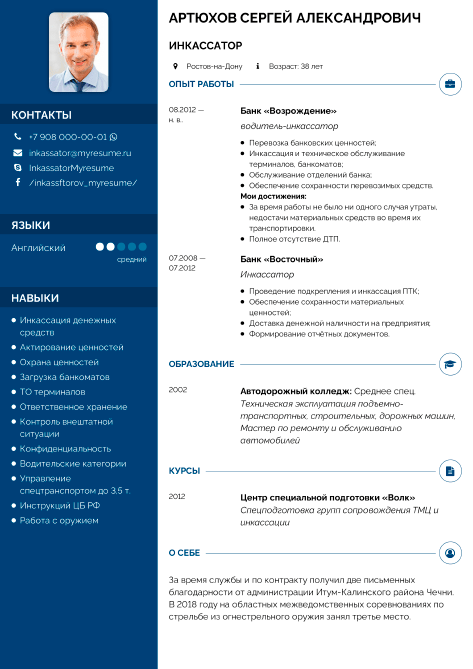 АРТЮХОВ СЕРГЕЙ АЛЕКСАНДРОВИЧ
ИНКАССАТОР
Ростов-на-Дону
Возраст: 38 лет
КОНТАКТЫ
+7 908 000-00-01
inkassator@myresume.ru
InkassatorMyresume
/inkassftorov_myresume/
ЯЗЫКИ
Английский
средний
НАВЫКИ
Инкассация денежных
средств
Актирование ценностей
Охрана ценностей
Загрузка банкоматов
ТО терминалов
Ответственное хранение
Контроль внештатной
ситуации
Конфиденциальность
Водительские категории
Управление
спецтранспортом до 3.5 т.
Инструкций ЦБ РФ
Работа с оружием
ОПЫТ РАБОТЫ
08.2012 —
н. в.
Банк «Возрождение»
водитель-инкассатор
Перевозка банковских ценностей;
Инкассация и техническое обслуживание
терминалов, банкоматов;
Обслуживание отделений банка;
Обеспечение сохранности перевозимых средств.
Мои достижения:
За время работы не было ни одного случая утраты,
недостачи материальных средств во время их
транспортировки.
Полное отсутствие ДТП.
07.2008 —
07.2012
Банк «Восточный»
Инкассатор
Проведение подкрепления и инкассация ПТК;
Обеспечение сохранности материальных
ценностей;
Доставка денежной наличности на предприятия;
Формирование отчётных документов.
ОБРАЗОВАНИЕ
2002
Автодорожный колледж: Среднее спец.
Техническая эксплуатация подъемно-
транспортных, строительных, дорожных машин,
Мастер по ремонту и обслуживанию
автомобилей
КУРСЫ
2012
Центр специальной подготовки «Волк»
Спецподготовка групп сопровождения ТМЦ и
инкассации
О СЕБЕ
За время службы и по контракту получил две письменных
благодарности от администрации Итум-Калинского района Чечни.
В 2018 году на областных межведомственных соревнованиях по
стрельбе из огнестрельного оружия занял третье место.